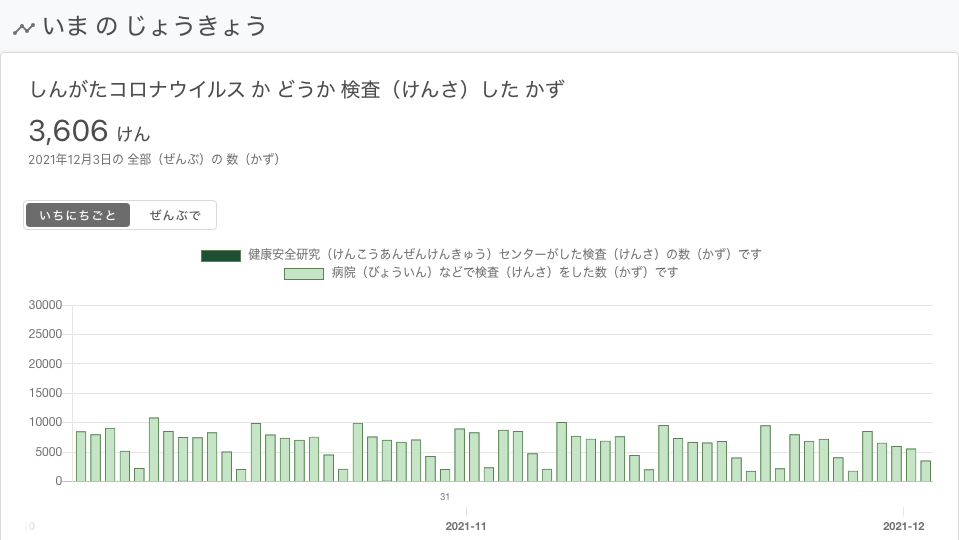 いま の じょうきょう
しんがたコロナウイルス か どうか 検査（けんさ）した かず
3,606 けん
2021年12月3日の 全部（ぜんぶ）の 数（かず）
いちにちごと ぜんぶで
健康安全研究（けんこうあんぜんけんきゅう）センターがした検査（けんさ）の数（かず）です
病院（びょういん）などで検査（けんさ）をした数（かず）です
30000
25000
20000
15000
10000
5000
0
31
2021-11 2021-12